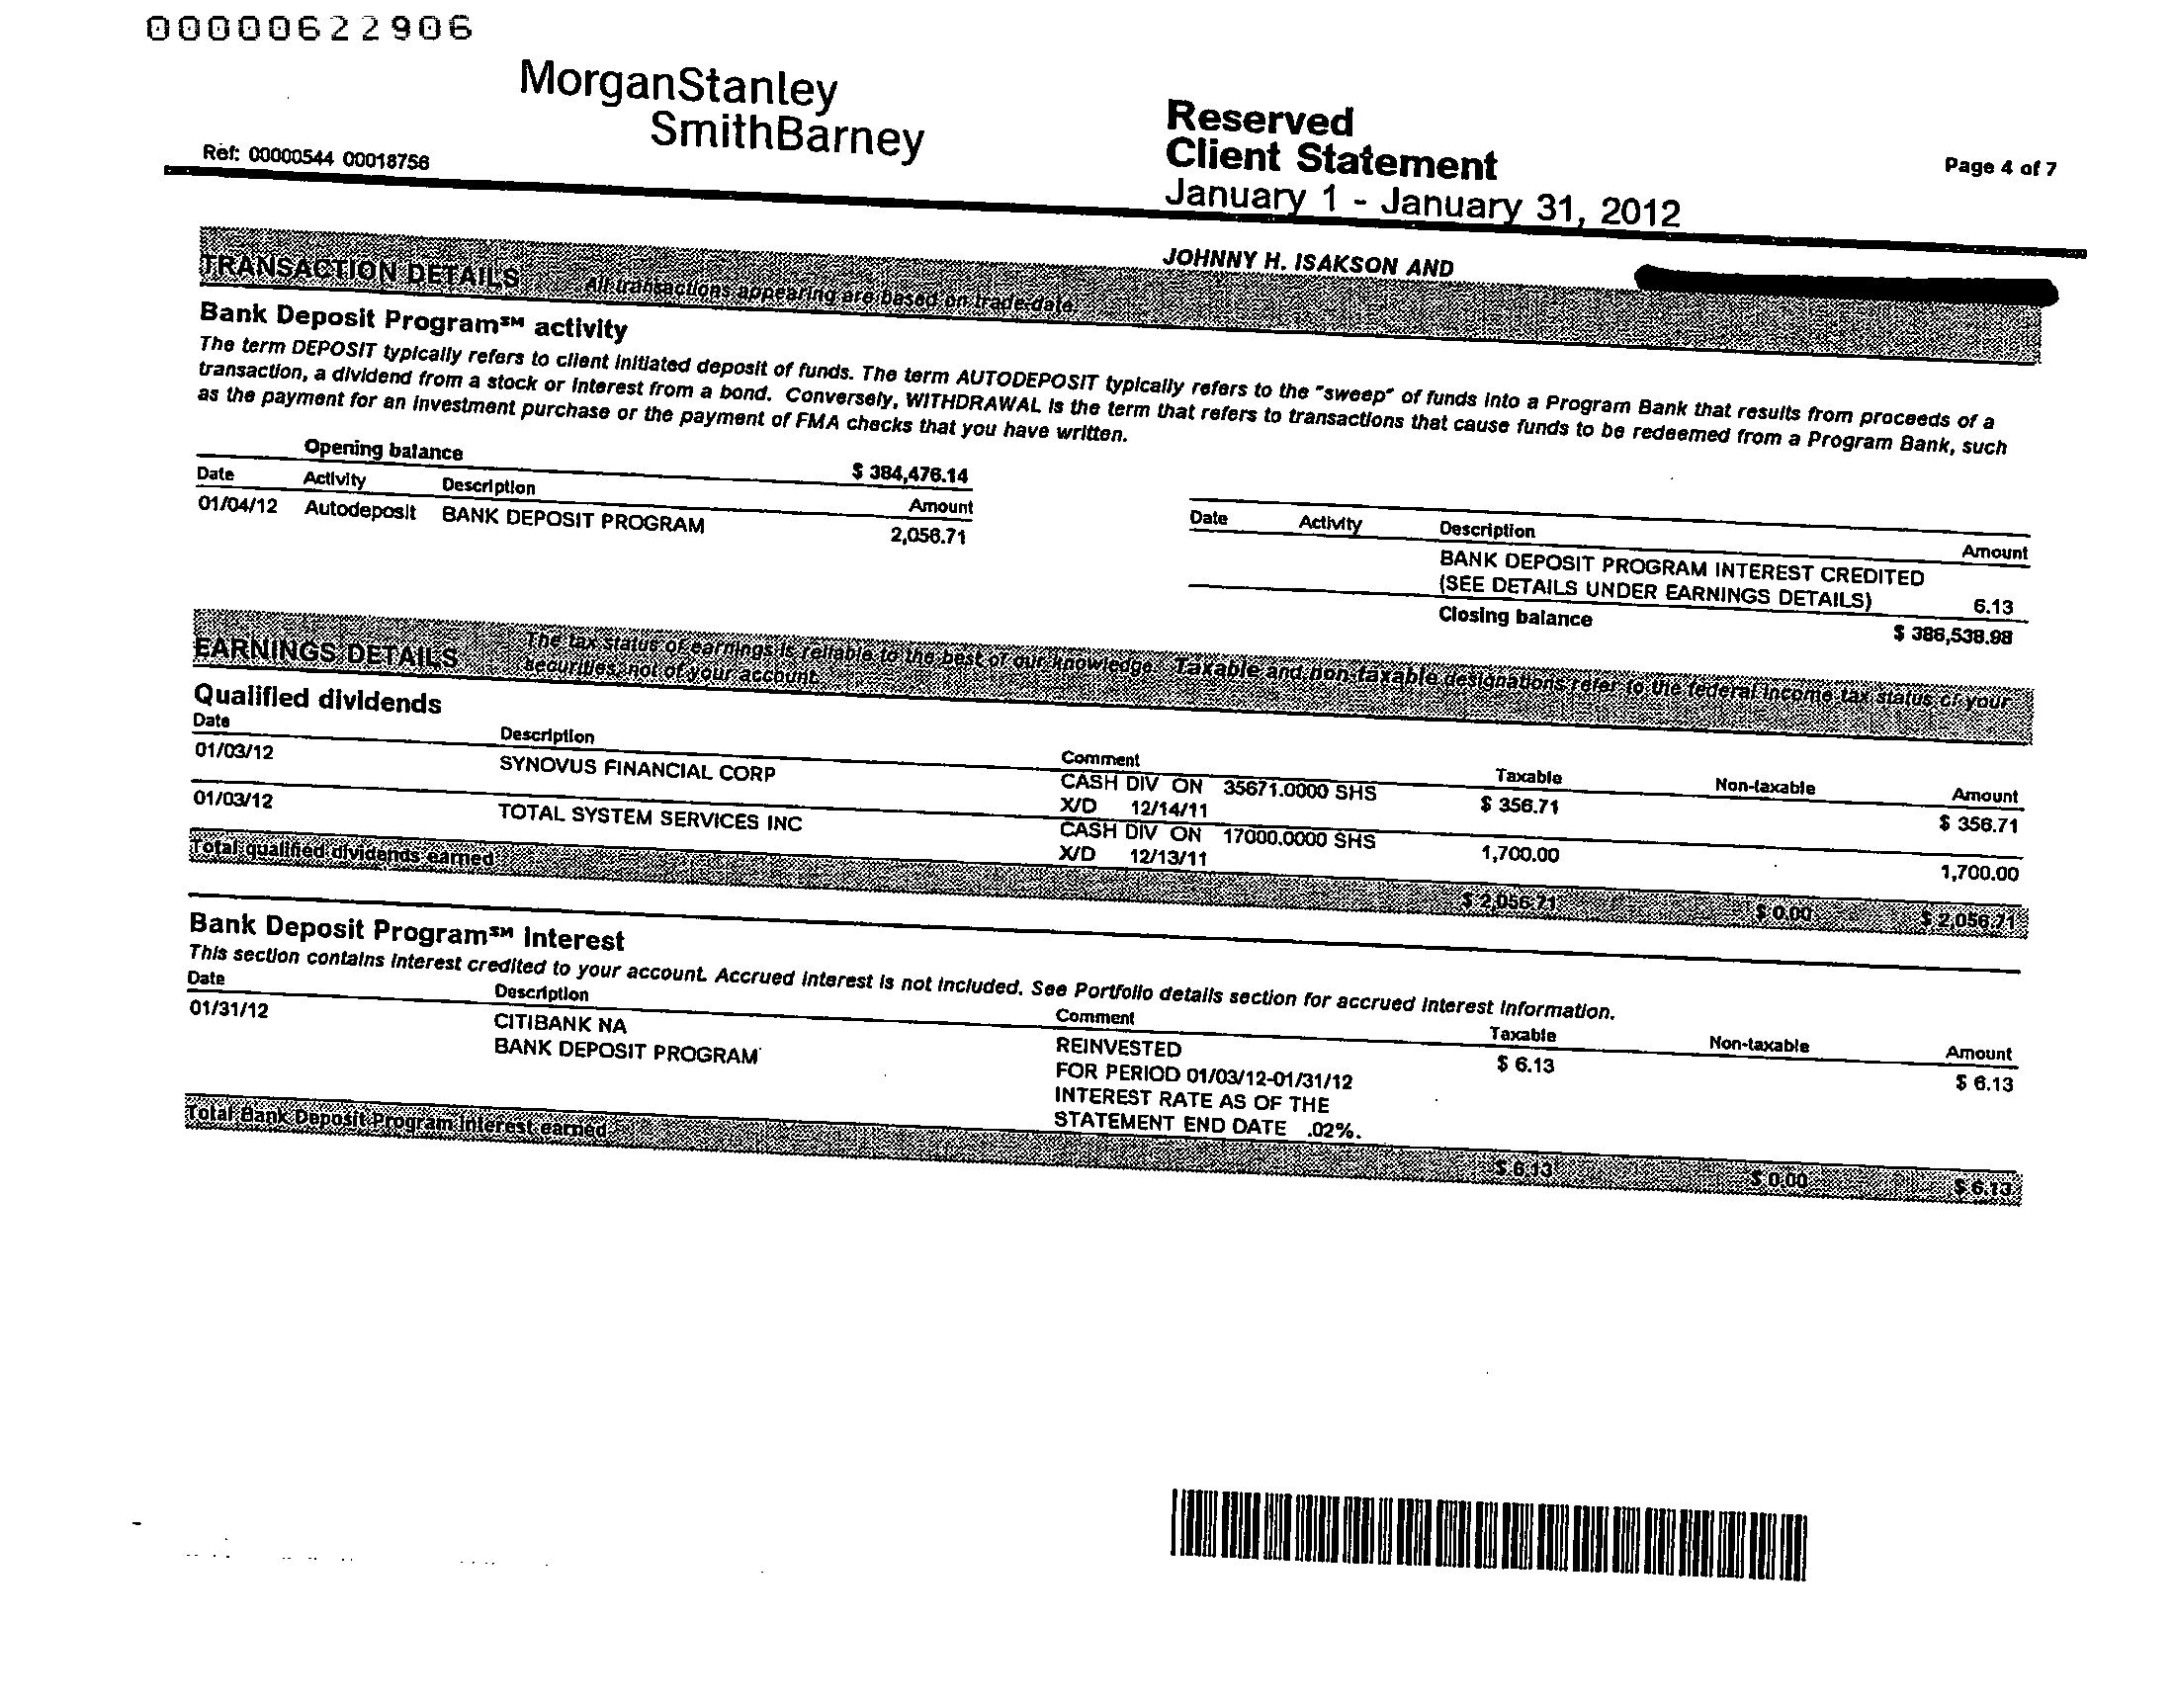 00000622906
MorganStanley
SmithBarney
Ref: 00000544 00018756
Reserved
Client Statement
January 1 - January 31, 2012
Page 4 of 7
JOHNNY H. ISAKSON AND
TRANSACTION DETAILS All transactions appearing are based on trade-date.
Bank Deposit Program℠ activity
The term DEPOSIT typically refers to client initiated deposit of funds. The term AUTODEPOSIT typically refers to the "sweep" of funds into a Program Bank that results from proceeds of a
transaction, a dividend from a stock or interest from a bond. Conversely, WITHDRAWAL is the term that refers to transactions that cause funds to be redeemed from a Program Bank, such
as the payment for an investment purchase or the payment of FMA checks that you have written.
Opening balance $ 384,476.14
Date Activity Description Amount
01/04/12 Autodeposit BANK DEPOSIT PROGRAM 2,056.71
Date Activity Description Amount
BANK DEPOSIT PROGRAM INTEREST CREDITED
(SEE DETAILS UNDER EARNINGS DETAILS) 6.13
Closing balance $ 386,538.98
EARNINGS DETAILS The tax status of earnings is reliable to the best of our knowledge. Taxable and non-taxable designations refer to the federal income tax status of your
securities, not of your account.
Qualified dividends
Date Description Comment Taxable Non-taxable Amount
01/03/12 SYNOVUS FINANCIAL CORP CASH DIV ON 35671.0000 SHS $ 356.71 $ 356.71
X/D 12/14/11
01/03/12 TOTAL SYSTEM SERVICES INC CASH DIV ON 17000.0000 SHS 1,700.00 1,700.00
X/D 12/13/11
Total qualified dividends earned $ 2,056.71 $ 0.00 $ 2,056.71
Bank Deposit Program℠ interest
This section contains interest credited to your account. Accrued interest is not included. See Portfolio details section for accrued interest information.
Date Description Comment Taxable Non-taxable Amount
01/31/12 CITIBANK NA REINVESTED $ 6.13 $ 6.13
BANK DEPOSIT PROGRAM FOR PERIOD 01/03/12-01/31/12
INTEREST RATE AS OF THE
STATEMENT END DATE .02%.
Total Bank Deposit Program interest earned $ 6.13 $ 0.00 $ 6.13